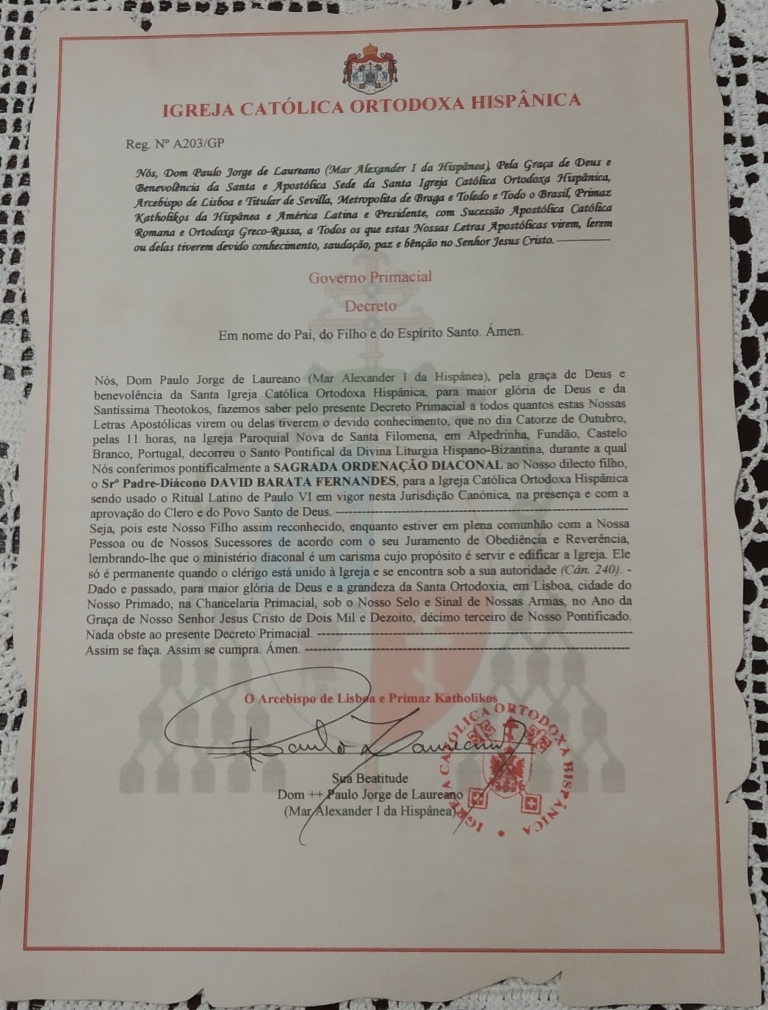 IGREJA CATÓLICA ORTODOXA HISPÂNICA
Reg. Nº A203/GP
Nós, Dom Paulo Jorge de Laureano (Mar Alexander I da Hispânea), Pela Graça de Deus e
Benevolência da Santa e Apostólica Sede da Santa Igreja Católica Ortodoxa Hispânica,
Arcebispo de Lisboa e Titular de Sevilla, Metropolita de Braga e Toledo e Todo o Brasil, Primaz
Katholikos da Hispânea e América Latina e Presidente, com Sucessão Apostólica Católica
Romana e Ortodoxa Greco-Russa, a Todos os que estas Nossas Letras Apostólicas virem, lerem
ou delas tiverem devido conhecimento, saudação, paz e bênção no Senhor Jesus Cristo. ----------
Governo Primacial
Decreto
Em nome do Pai, do Filho e do Espírito Santo. Ámen.
Nós, Dom Paulo Jorge de Laureano (Mar Alexander I da Hispânea), pela graça de Deus e
benevolência da Santa Igreja Católica Ortodoxa Hispânica, para maior glória de Deus e da
Santíssima Theotokos, fazemos saber pelo presente Decreto Primacial a todos quantos estas Nossas
Letras Apostólicas virem ou delas tiverem o devido conhecimento, que no dia Catorze de Outubro,
pelas 11 horas, na Igreja Paroquial Nova de Santa Filomena, em Alpedrinha, Fundão, Castelo
Branco, Portugal, decorreu o Santo Pontifical da Divina Liturgia Hispano-Bizantina, durante a qual
Nós conferimos pontificalmente a SAGRADA ORDENAÇÃO DIACONAL ao Nosso dilecto filho,
o Srº Padre-Diácono DAVID BARATA FERNANDES, para a Igreja Católica Ortodoxa Hispânica
sendo usado o Ritual Latino de Paulo VI em vigor nesta Jurisdição Canónica, na presença e com a
aprovação do Clero e do Povo Santo de Deus. ----------
Seja, pois este Nosso Filho assim reconhecido, enquanto estiver em plena comunhão com a Nossa
Pessoa ou de Nossos Sucessores de acordo com o seu Juramento de Obediência e Reverência,
lembrando-lhe que o ministério diaconal é um carisma cujo propósito é servir e edificar a Igreja. Ele
só é permanente quando o clérigo está unido à Igreja e se encontra sob a sua autoridade (Cân. 240). -
Dado e passado, para maior glória de Deus e a grandeza da Santa Ortodoxia, em Lisboa, cidade do
Nosso Primado, na Chancelaria Primacial, sob o Nosso Selo e Sinal de Nossas Armas, no Ano da
Graça de Nosso Senhor Jesus Cristo de Dois Mil e Dezoito, décimo terceiro de Nosso Pontificado.
Nada obste ao presente Decreto Primacial. ----------
Assim se faça. Assim se cumpra. Ámen. ----------
O Arcebispo de Lisboa e Primaz Katholikos
Paulo Laureano
Sua Beatitude
Dom ++ Paulo Jorge de Laureano
(Mar Alexander I da Hispânea)
IGREJA CATÓLICA ORTODOXA HISPÂNICA